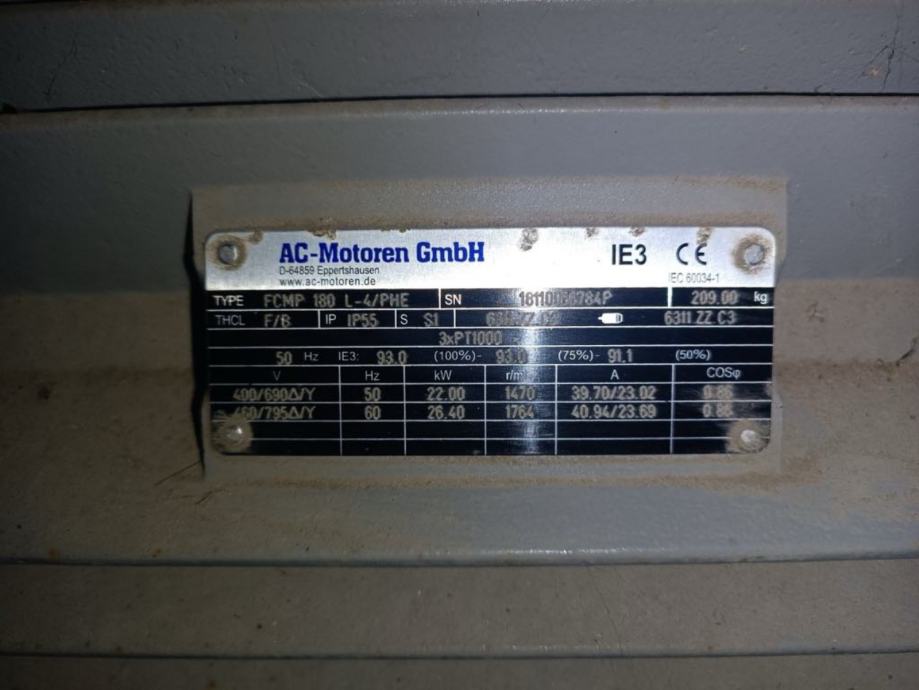 AC-Motoren GmbH IE3 CE
D-64859 Eppertshausen
www.ac-motoren.de IEC 60034-1
TYPE FCMP 180 L-4/PHE SN 209.00 kg
THCL F/B IP IP55 S S1 6311 ZZ C3
3xPT1000
50 Hz IE3: 93.0 (100%)- 93.0 (75%)- 91.1 (50%)
V Hz kW r/min A COSφ
400/690Δ/Y 50 22.00 1470 39.70/23.02 0.86
460/795Δ/Y 60 26.40 1764 40.94/23.69 0.86